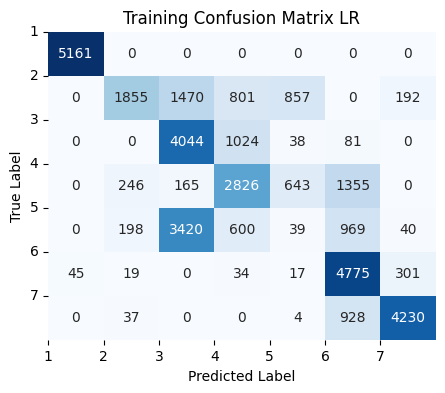 Training Confusion Matrix LR
1
5161 0 0 0 0 0 0
2
0 1855 1470 801 857 0 192
3
0 0 4044 1024 38 81 0
4
0 246 165 2826 643 1355 0
5
0 198 3420 600 39 969 40
6
45 19 0 34 17 4775 301
7
0 37 0 0 4 928 4230
True Label
1 2 3 4 5 6 7
Predicted Label